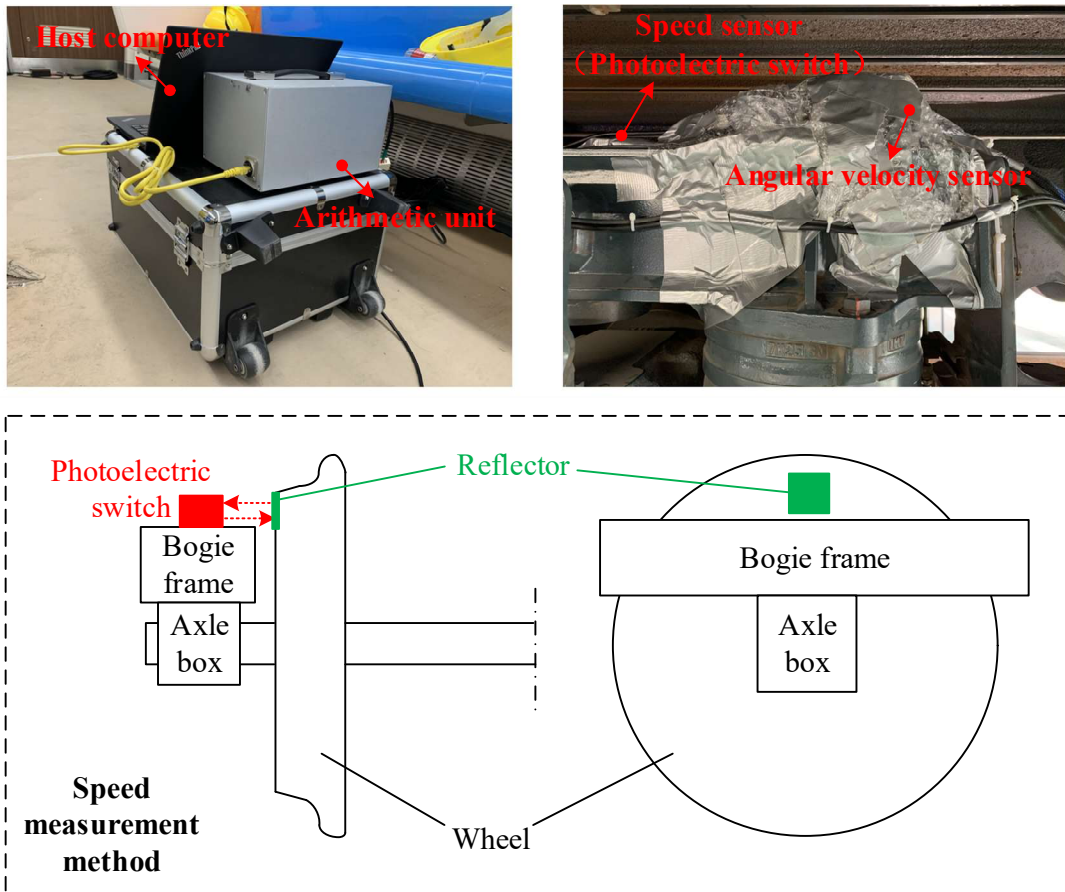 Host computer
ThinkPad
Arithmetic unit
Speed sensor
（Photoelectric switch）
Angular velocity sensor
Photoelectric
switch
Reflector
Bogie
frame
Axle
box
Bogie frame
Axle
box
Speed
measurement
method
Wheel